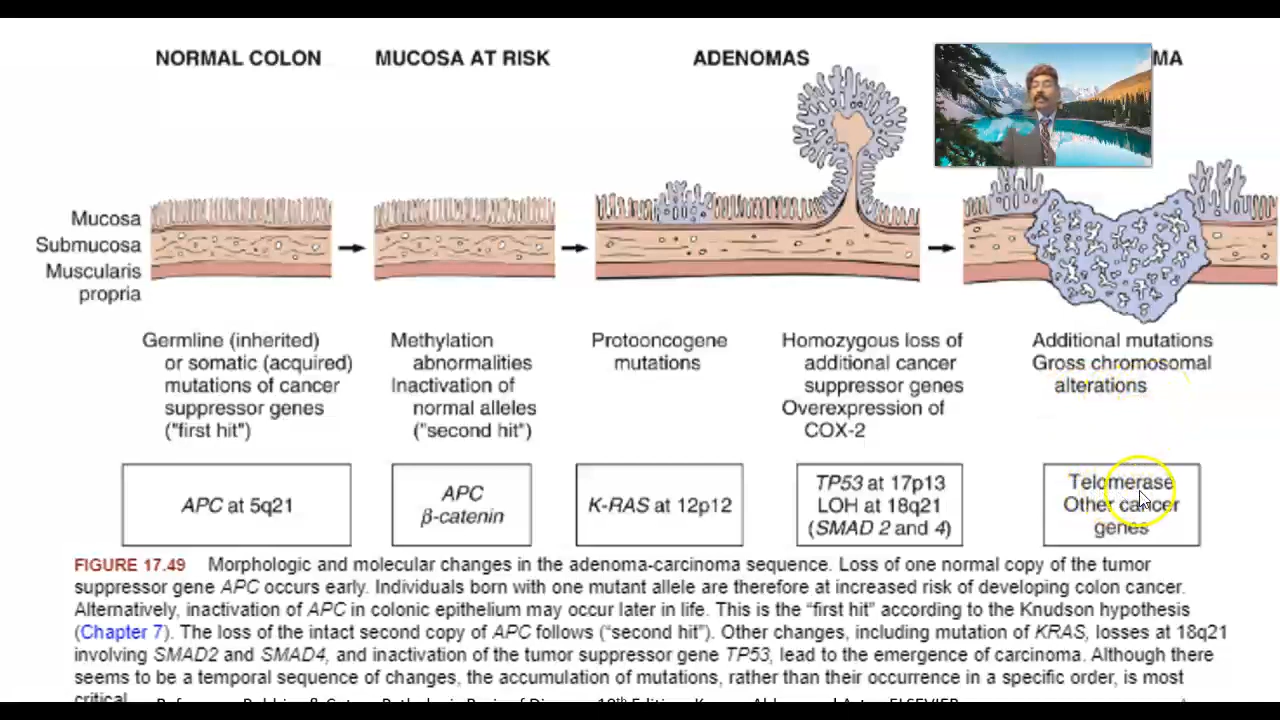 NORMAL COLON
MUCOSA AT RISK
ADENOMAS
MA
Mucosa
Submucosa
Muscularis
propria
Germline (inherited)
or somatic (acquired)
mutations of cancer
suppressor genes
("first hit")
Methylation
abnormalities
Inactivation of
normal alleles
("second hit")
Protooncogene
mutations
Homozygous loss of
additional cancer
suppressor genes
Overexpression of
COX-2
Additional mutations
Gross chromosomal
alterations
APC at 5q21
APC
β-catenin
K-RAS at 12p12
TP53 at 17p13
LOH at 18q21
(SMAD 2 and 4)
Telomerase
Other cancer
genes
FIGURE 17.49 Morphologic and molecular changes in the adenoma-carcinoma sequence. Loss of one normal copy of the tumor
suppressor gene APC occurs early. Individuals born with one mutant allele are therefore at increased risk of developing colon cancer.
Alternatively, inactivation of APC in colonic epithelium may occur later in life. This is the “first hit” according to the Knudson hypothesis
(Chapter 7). The loss of the intact second copy of APC follows (“second hit”). Other changes, including mutation of KRAS, losses at 18q21
involving SMAD2 and SMAD4, and inactivation of the tumor suppressor gene TP53, lead to the emergence of carcinoma. Although there
seems to be a temporal sequence of changes, the accumulation of mutations, rather than their occurrence in a specific order, is most
critical